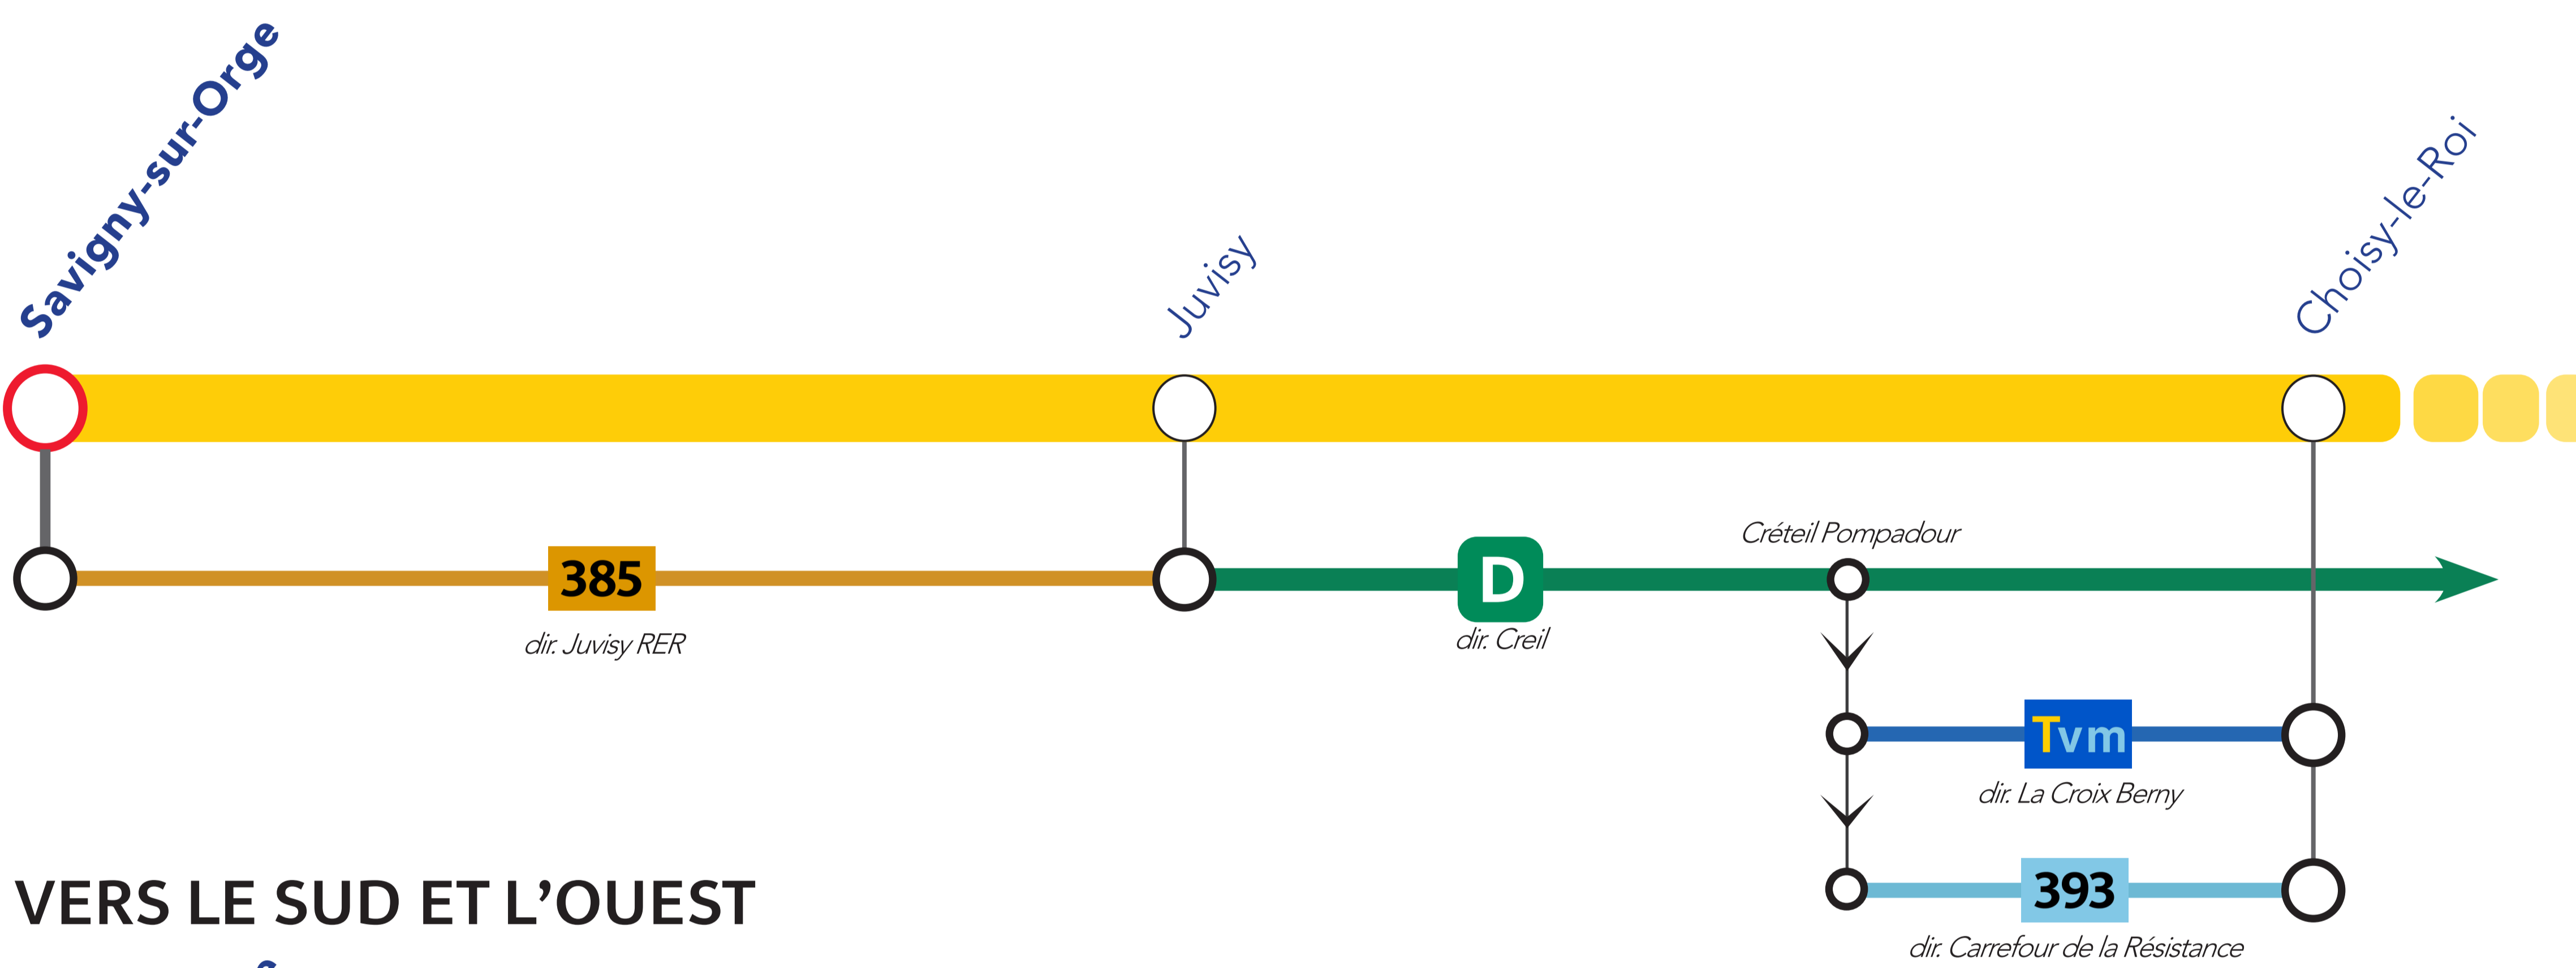 Savigny-sur-Orge
Juvisy
Choisy-le-Roi
385
dir. Juvisy RER
D
dir. Creil
Créteil Pompadour
Tvm
dir. La Croix Berny
393
dir. Carrefour de la Résistance
VERS LE SUD ET L’OUEST